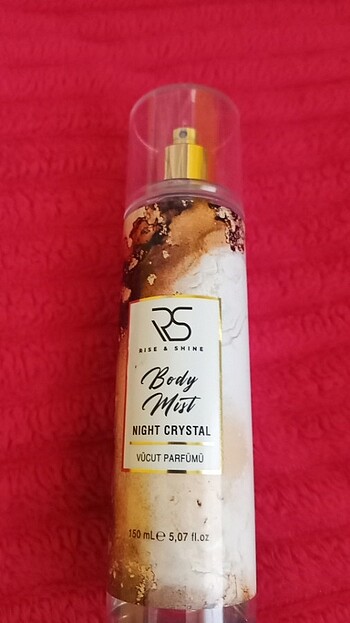 RS
RISE & SHINE
Body
Mist
NIGHT CRYSTAL
VÜCUT PARFÜMÜ
150 mL℮ 5,07 fl.oz